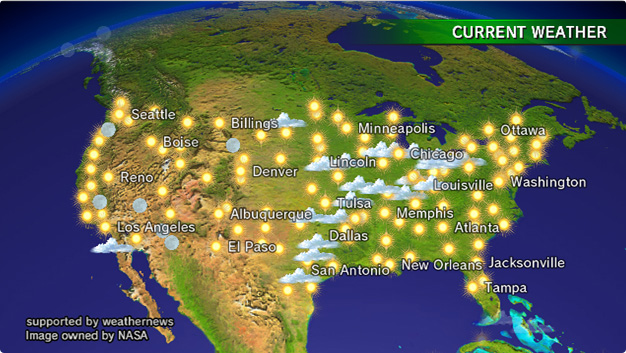 CURRENT WEATHER
Seattle
Billings
Minneapolis
Ottawa
Boise
Lincoln
Chicago
Reno
Denver
Louisville
Washington
Tulsa
Albuquerque
Memphis
Los Angeles
Atlanta
Dallas
El Paso
San Antonio
New Orleans
Jacksonville
Tampa
supported by weathernews
Image owned by NASA